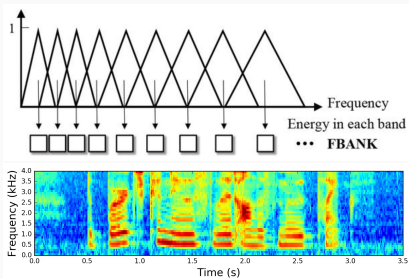 1
Frequency
Energy in each band
••• FBANK
Frequency (kHz)
4.0
3.5
3.0
2.5
2.0
1.5
1.0
0.5
0.0
0.0 0.5 1.0 1.5 2.0 2.5 3.0 3.5
Time (s)